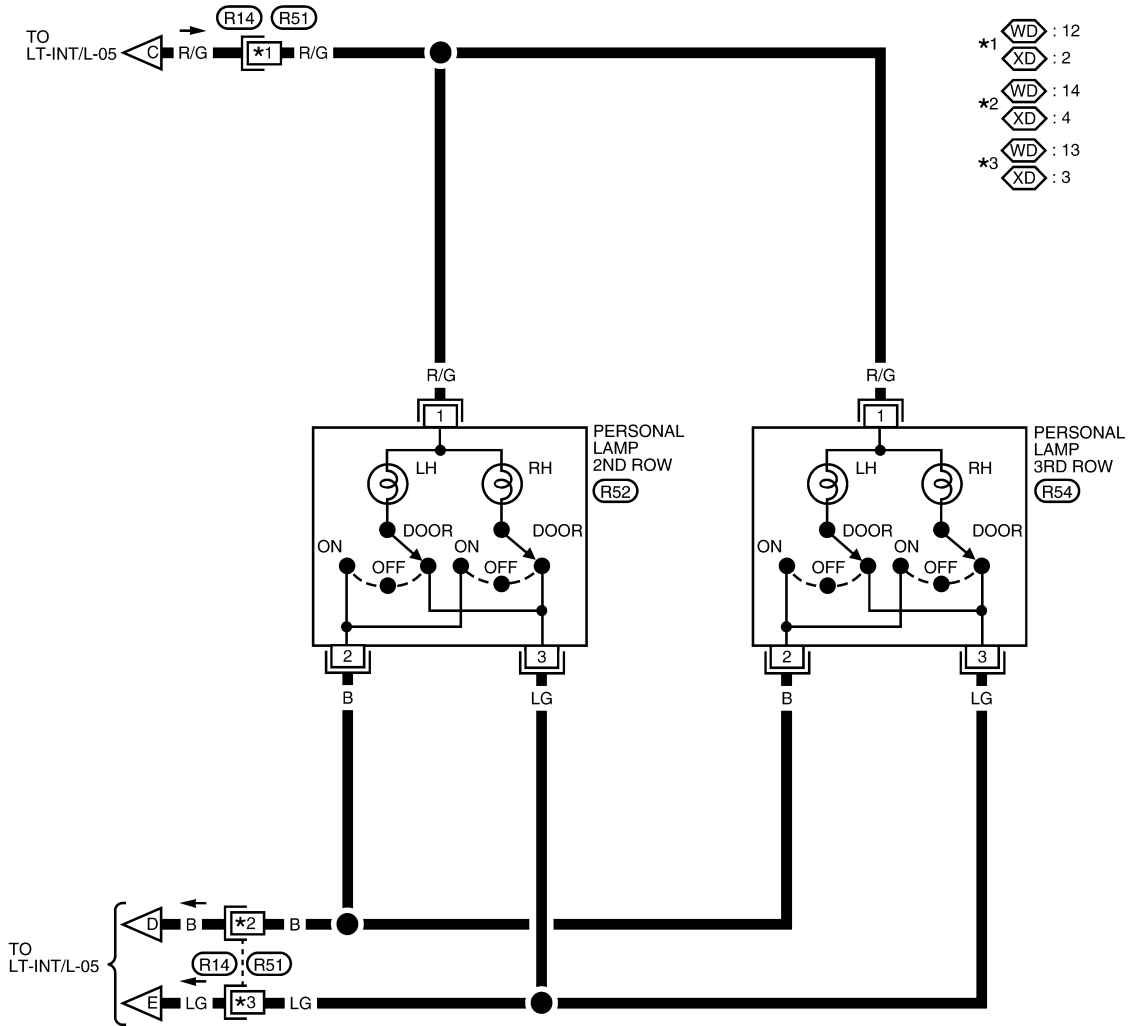 R14 R51
TO
LT-INT/L-05
C R/G *1 R/G
*1 WD : 12
XD : 2
*2 WD : 14
XD : 4
*3 WD : 13
XD : 3
R/G
R/G
1
1
PERSONAL
LAMP
2ND ROW
R52
PERSONAL
LAMP
3RD ROW
R54
LH RH
LH RH
DOOR DOOR
DOOR DOOR
ON ON
ON ON
OFF OFF
OFF OFF
2 3
2 3
B LG
B LG
D B *2 B
TO
LT-INT/L-05
R14 R51
E LG *3 LG